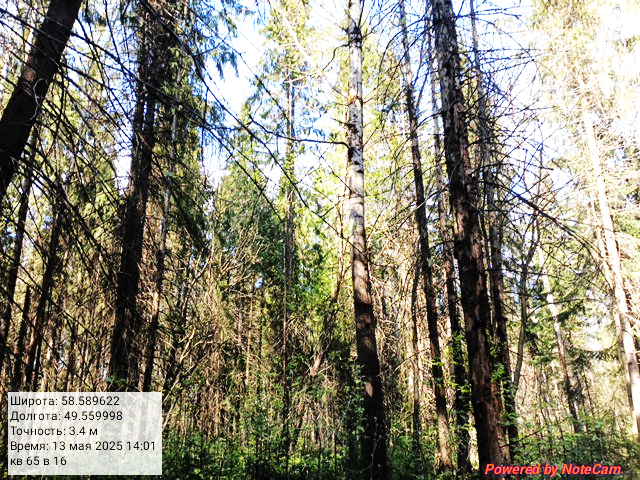 Широта: 58.589622
Долгота: 49.559998
Точность: 3.4 м
Время: 13 мая 2025 14:01
кв 65 в 16
Powered by NoteCam